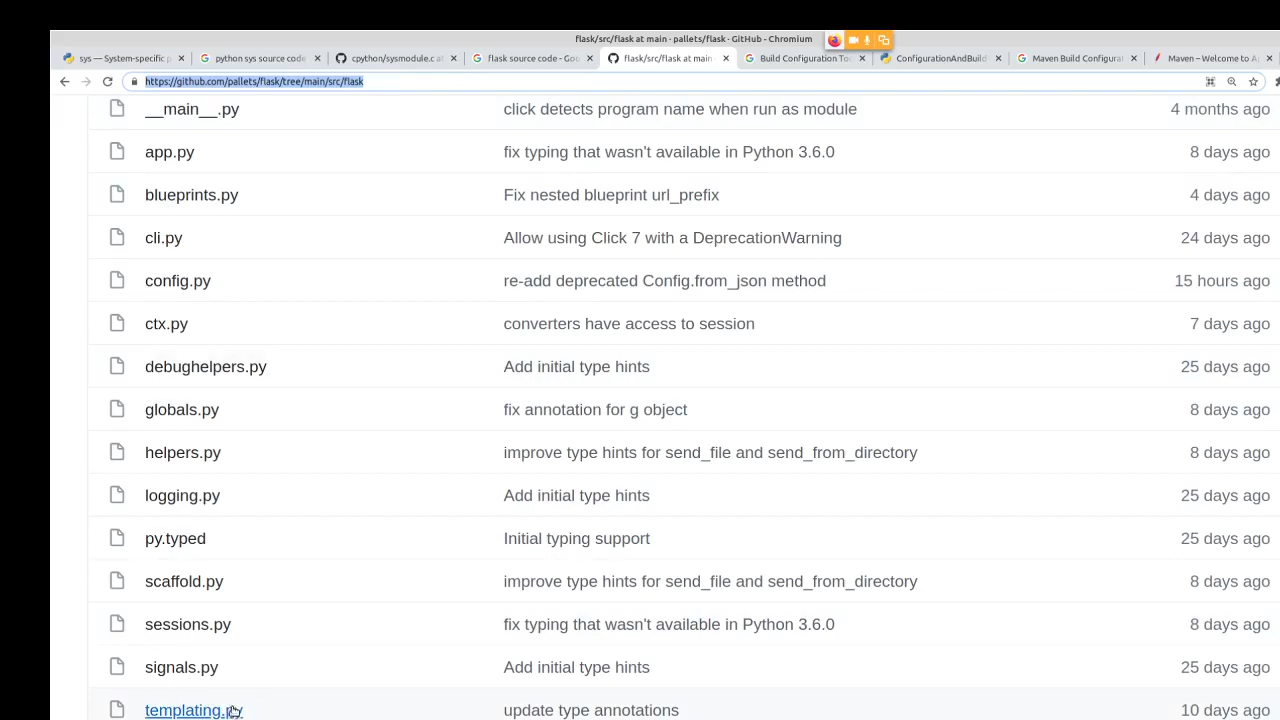 flask/src/flask at main · pallets/flask · GitHub - Chromium
sys — System-specific p
python sys source code
cpython/sysmodule.c at
flask source code - Goo
flask/src/flask at main
Build Configuration Too
ConfigurationAndBuild
Maven Build Configurat
Maven – Welcome to A
https://github.com/pallets/flask/tree/main/src/flask
__main__.py click detects program name when run as module 4 months ago
app.py fix typing that wasn't available in Python 3.6.0 8 days ago
blueprints.py Fix nested blueprint url_prefix 4 days ago
cli.py Allow using Click 7 with a DeprecationWarning 24 days ago
config.py re-add deprecated Config.from_json method 15 hours ago
ctx.py converters have access to session 7 days ago
debughelpers.py Add initial type hints 25 days ago
globals.py fix annotation for g object 8 days ago
helpers.py improve type hints for send_file and send_from_directory 8 days ago
logging.py Add initial type hints 25 days ago
py.typed Initial typing support 25 days ago
scaffold.py improve type hints for send_file and send_from_directory 8 days ago
sessions.py fix typing that wasn't available in Python 3.6.0 8 days ago
signals.py Add initial type hints 25 days ago
templating.py update type annotations 10 days ago